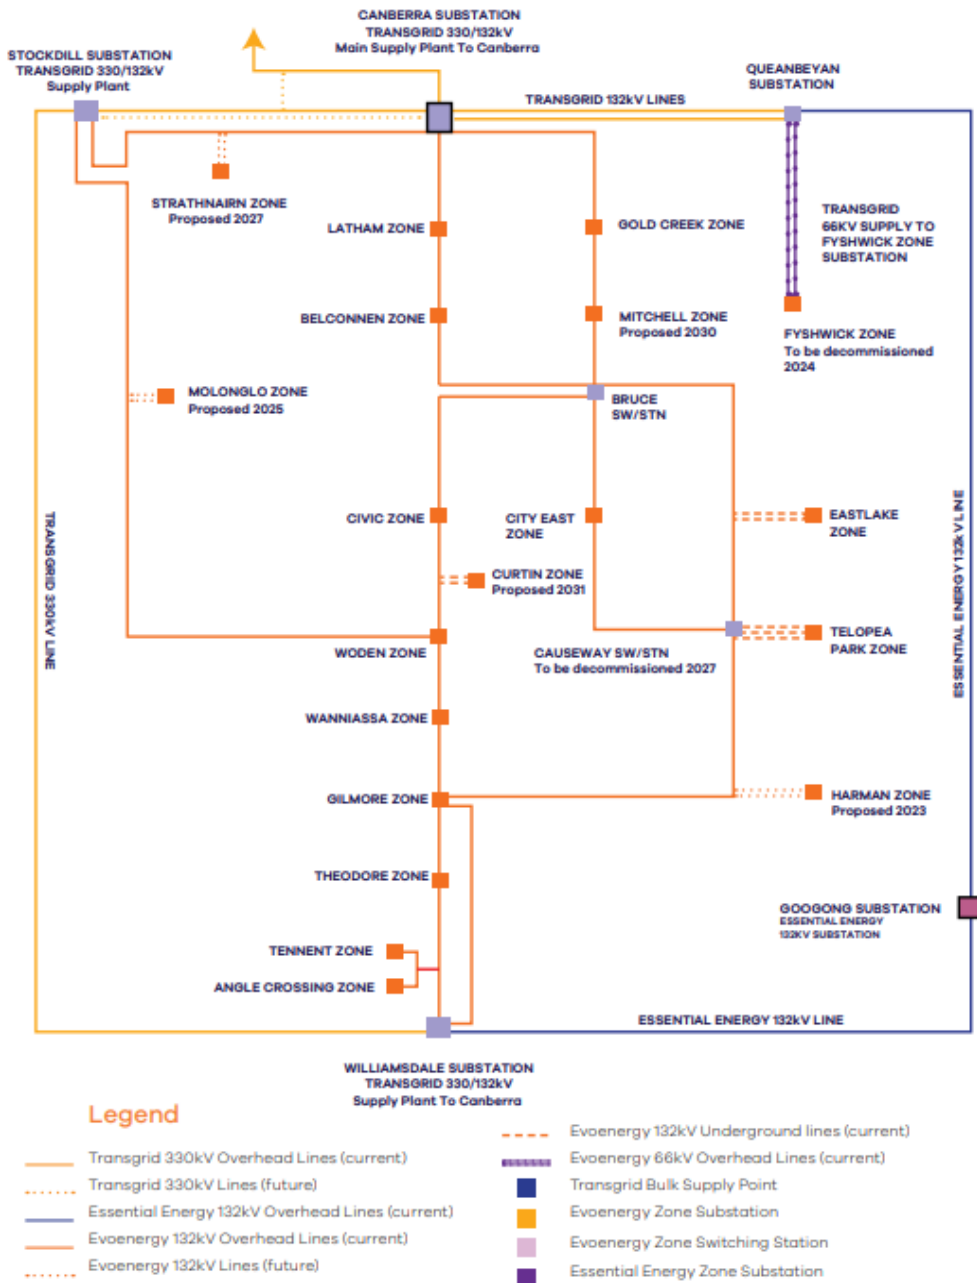 CANBERRA SUBSTATION
TRANSGRID 330/132kV
Main Supply Plant To Canberra
STOCKDILL SUBSTATION
TRANSGRID 330/132kV
Supply Plant
QUEANBEYAN
SUBSTATION
TRANSGRID 132kV LINES
STRATHNAIRN ZONE
Proposed 2027
LATHAM ZONE
GOLD CREEK ZONE
TRANSGRID
66KV SUPPLY TO
FYSHWICK ZONE
SUBSTATION
BELCONNEN ZONE
MITCHELL ZONE
Proposed 2030
FYSHWICK ZONE
To be decommissioned
2024
MOLONGLO ZONE
Proposed 2025
BRUCE
SW/STN
TRANSGRID 330kV LINE
CIVIC ZONE
CITY EAST
ZONE
EASTLAKE
ZONE
ESSENTIAL ENERGY 132kV LINE
CURTIN ZONE
Proposed 2031
WODEN ZONE
CAUSEWAY SW/STN
To be decommissioned 2027
TELOPEA
PARK ZONE
WANNIASSA ZONE
GILMORE ZONE
HARMAN ZONE
Proposed 2023
THEODORE ZONE
GOOGONG SUBSTATION
ESSENTIAL ENERGY
132KV SUBSTATION
TENNENT ZONE
ANGLE CROSSING ZONE
ESSENTIAL ENERGY 132kV LINE
WILLIAMSDALE SUBSTATION
TRANSGRID 330/132kV
Supply Plant To Canberra
Legend
Transgrid 330kV Overhead Lines (current)
Transgrid 330kV Lines (future)
Essential Energy 132kV Overhead Lines (current)
Evoenergy 132kV Overhead Lines (current)
Evoenergy 132kV Lines (future)
Evoenergy 132kV Underground lines (current)
Evoenergy 66kV Overhead Lines (current)
Transgrid Bulk Supply Point
Evoenergy Zone Substation
Evoenergy Zone Switching Station
Essential Energy Zone Substation